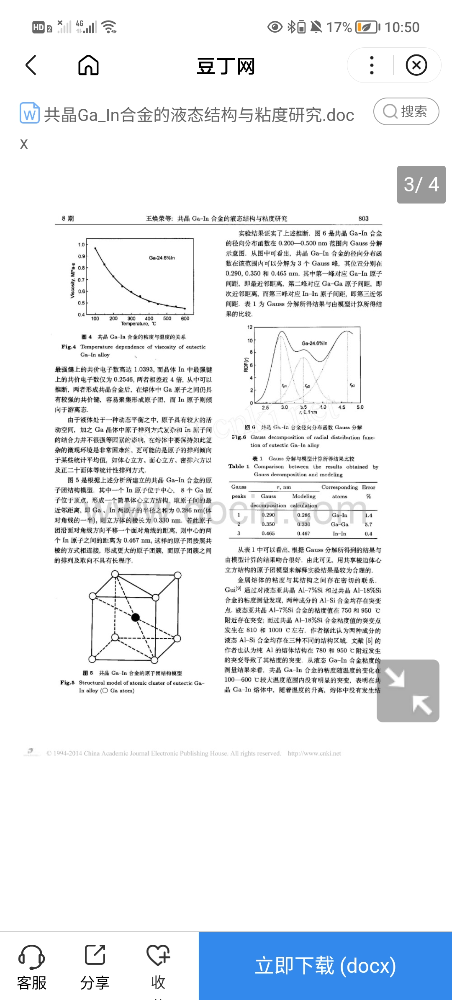 HD 2 4G 17% 10:50
豆丁网
共晶Ga_In合金的液态结构与粘度研究.doc
x
搜索
3/ 4
8 期 王焕荣等: 共晶 Ga-In 合金的液态结构与粘度研究 803
1.0
0.9
0.8
0.7
0.6
0.5
0.4
Viscosity, MPa·s
Ga-24.6%In
100 200 300 400 500 600
Temperature, ℃
图 4 共晶 Ga-In 合金的粘度与温度的关系
Fig.4 Temperature dependence of viscosity of eutectic
Ga-In alloy
最强健上的共价电子数高达 1.0393, 而晶体 In 中最强键
上的共价电子数仅为 0.2546, 两者相差近 4 倍, 从中可以
推断, 两者形成共晶合金后, 在熔体中 Ga 原子之间仍具
有较强的共价键, 容易聚集形成原子团, 而 In 原子则倾
向于游离态.
由于液体处于一种动态平衡之中, 原子具有较大的活
动空间, 加之 Ga 晶体中原子排列方式复杂和 In 原子间
的结合力并不很强等因素的影响, 在熔体中要保持如此复
杂的微观环境是非常困难的, 更可能的是原子的排列倾向
于某些统计平均值, 如体心立方、面心立方、密排六方以
及正二十面体等统计性排列方式.
图 5 是根据上述分析所建立的共晶 Ga-In 合金的原
子团结构模型. 其中一个 In 原子位于中心, 8 个 Ga 原
子位于顶点, 形成一个简单体心立方结构. 取原子间的最
近邻距离, 即 Ga 、In 两原子的半径之和为 0.286 nm(体
对角线的一半), 则立方体的棱长为 0.330 nm. 若此原子
团沿面对角线方向平移一个面对角线的距离, 则中心的两
个 In 原子之间的距离为 0.467 nm, 这样的原子团按照共
棱的方式相连接, 形成更大的原子团簇, 而原子团簇之间
的排列及取向不具有长程序.
图 5 共晶 Ga-In 合金的原子团结构模型
Fig.5 Structural model of atomic cluster of eutectic Ga-
In alloy (○ Ga atom)
实验结果证实了上述推断. 图 6 是共晶 Ga-In 合金
的径向分布函数在 0.200—0.500 nm 范围内 Gauss 分解
示意图. 从图中可看出, 共晶 Ga-In 合金的径向分布函
数在该范围内可以分解为 3 个 Gauss 峰, 其位置分别在
0.290, 0.350 和 0.465 nm. 其中第一峰对应 Ga-In 原子
间距, 即最近邻距离, 第二峰对应 Ga-Ga 原子间距, 即
次近邻距离, 而第三峰对应 In-In 原子间距, 即第三近邻
间距. 表 1 为 Gauss 分解所得结果与由模型计算所得结
果的比较.
12
10
8
6
4
2
0
RDF(r)
Ga-24.6%In
rp1 rp2 rp3
2.5 3.0 3.5 4.0 4.5 5.0
r, 0.1nm
图 6 共晶 Ga-In 合金径向分布函数 Gauss 分解
Fig.6 Gauss decomposition of radial distribution func-
tion of eutectic Ga-In alloy
表 1 Gauss 分解与模型计算所得结果比较
Table 1 Comparison between the results obtained by
Gauss decomposition and modeling
Gauss r, nm Corresponding Error
peaks Gauss Modeling atoms %
decomposition calculation
1 0.290 0.286 Ga-In 1.4
2 0.350 0.330 Ga-Ga 5.7
3 0.465 0.467 In-In 0.4
从表 1 中可以看出, 根据 Gauss 分解所得到的结果与
由模型计算的结果吻合很好. 由此可见, 用共享棱边体心
立方结构的原子团模型来解释实验结果是较为合理的.
金属熔体的粘度与其结构之间存在密切的联系.
Gui[9] 通过对液态亚共晶 Al-7%Si 和过共晶 Al-18%Si
合金的粘度测量发现, 两种成分的 Al-Si 合金均存在突变
点. 液态亚共晶 Al-7%Si 合金的粘度值在 750 和 950 ℃
附近存在突变; 而过共晶 Al-18%Si 合金粘度值的突变点
发生在 810 和 1000 ℃左右. 作者据此认为两种成分的
液态 Al-Si 合金均存在三种不同的结构区域. 文献 [5] 的
作者也认为纯 Al 的熔体结构在 780 和 950 ℃附近发生
的突变导致了其粘度的突变. 从液态 Ga-In 合金粘度的
测量结果来看, 共晶 Ga-In 合金的粘度随温度的变化在
100—600 ℃较大温度范围内没有明显的突变, 表明在共
晶 Ga-In 熔体中, 随着温度的升高, 熔体中没有发生结
www.cnki.net
www.docin.com
© 1994-2014 China Academic Journal Electronic Publishing House. All rights reserved. http://www.cnki.net
客服
分享
收
立即下载 (docx)